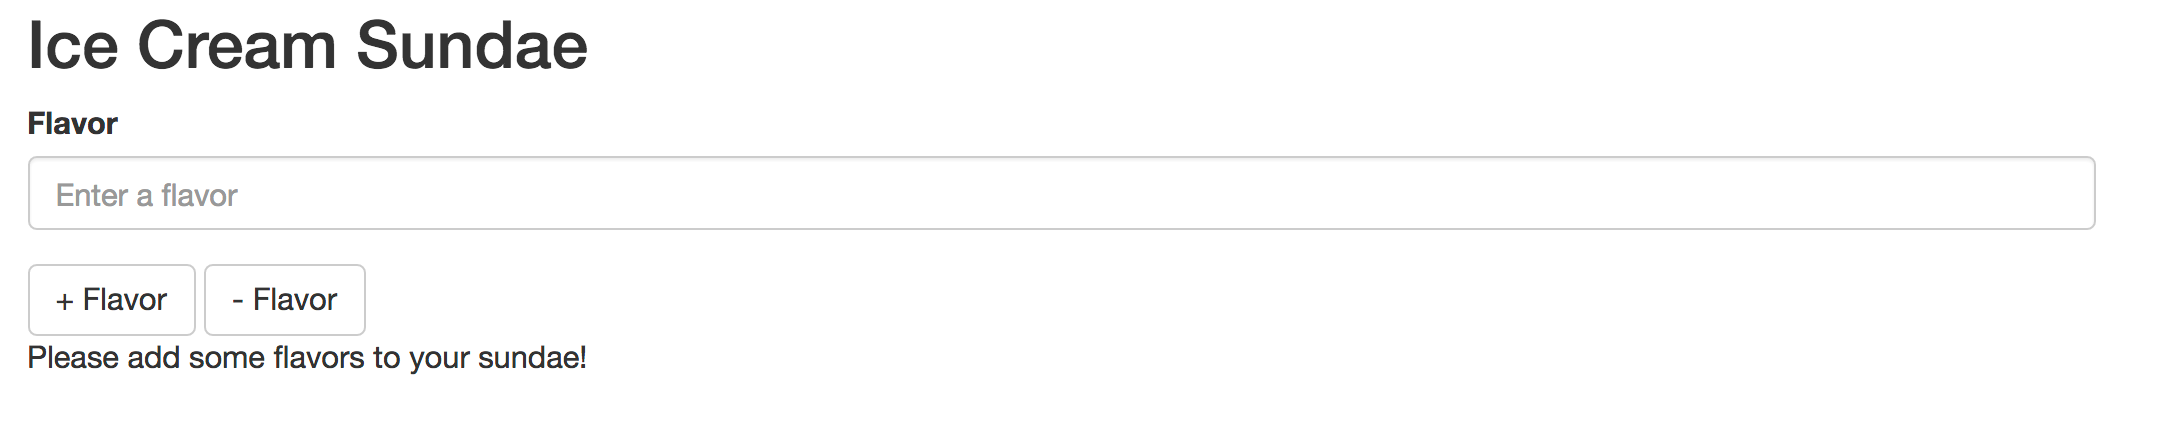 Ice Cream Sundae
Flavor
Enter a flavor
+ Flavor - Flavor
Please add some flavors to your sundae!